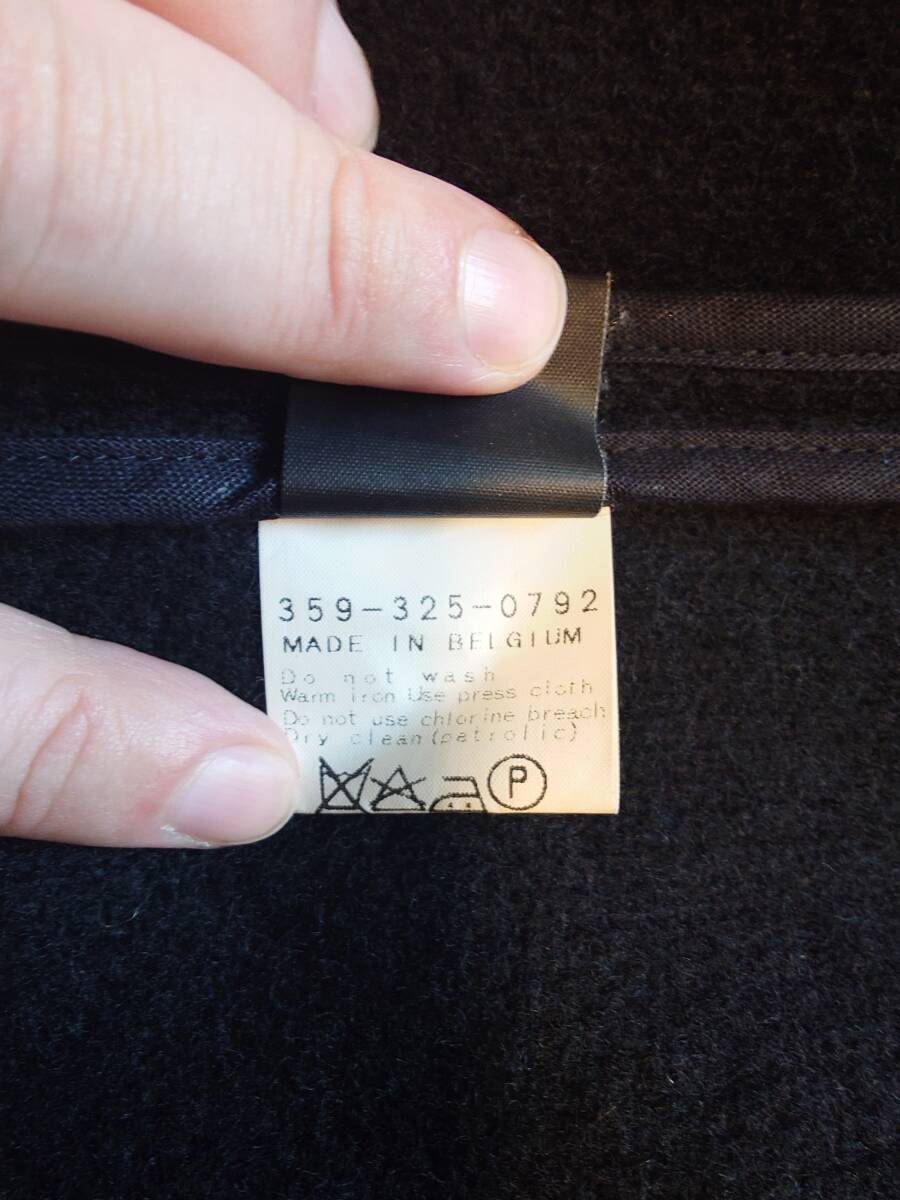 359-325-0792
MADE IN BELGIUM
Do not wash
Warm iron Use press cloth
Do not use chlorine breach
Dry clean(petrolic)
P